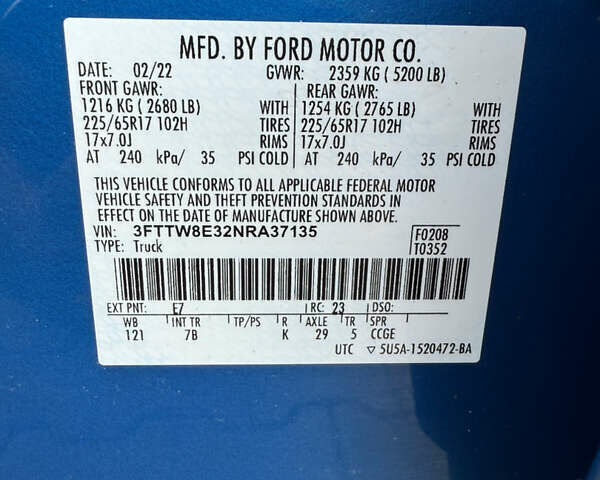 MFD. BY FORD MOTOR CO.
DATE: 02/22 GVWR: 2359 KG ( 5200 LB)
FRONT GAWR: REAR GAWR:
1216 KG ( 2680 LB) WITH 1254 KG ( 2765 LB) WITH
225/65R17 102H TIRES 225/65R17 102H TIRES
17x7.0J RIMS 17x7.0J RIMS
AT 240 kPa/ 35 PSI COLD AT 240 kPa/ 35 PSI COLD
THIS VEHICLE CONFORMS TO ALL APPLICABLE FEDERAL MOTOR
VEHICLE SAFETY AND THEFT PREVENTION STANDARDS IN
EFFECT ON THE DATE OF MANUFACTURE SHOWN ABOVE.
VIN: 3FTTW8E32NRA37135 F0208
TYPE: Truck T0352
EXT PNT: E7 RC: 23 DSO:
WB INT TR TP/PS R AXLE TR SPR
121 7B K 29 5 CCGE
UTC ▽ 5U5A-1520472-BA